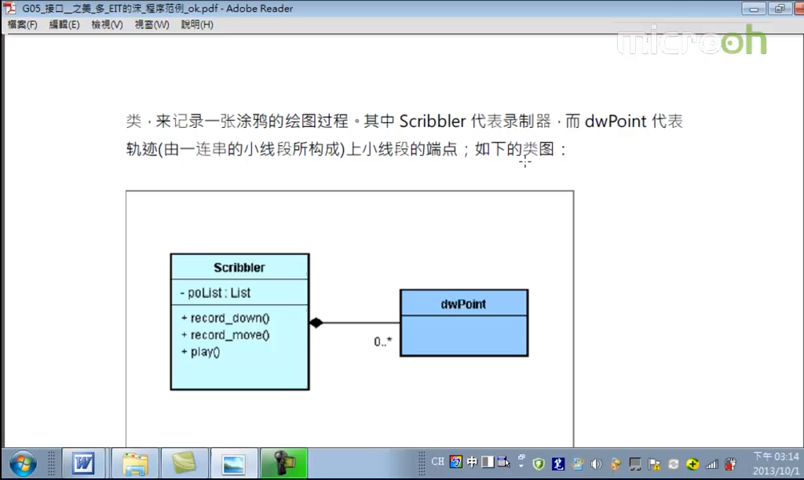 G05_接口__之美_多_EIT的沫_程序范例_ok.pdf - Adobe Reader
檔案(F) 編輯(E) 檢視(V) 視窗(W) 說明(H)
microoh
类，来记录一张涂鸦的绘图过程。其中 Scribbler 代表录制器，而 dwPoint 代表
轨迹(由一连串的小线段所构成)上小线段的端点；如下的类图：
Scribbler
- poList : List
+ record_down()
+ record_move()
+ play()
0..*
dwPoint
CH
中
下午 03:14
2013/10/1